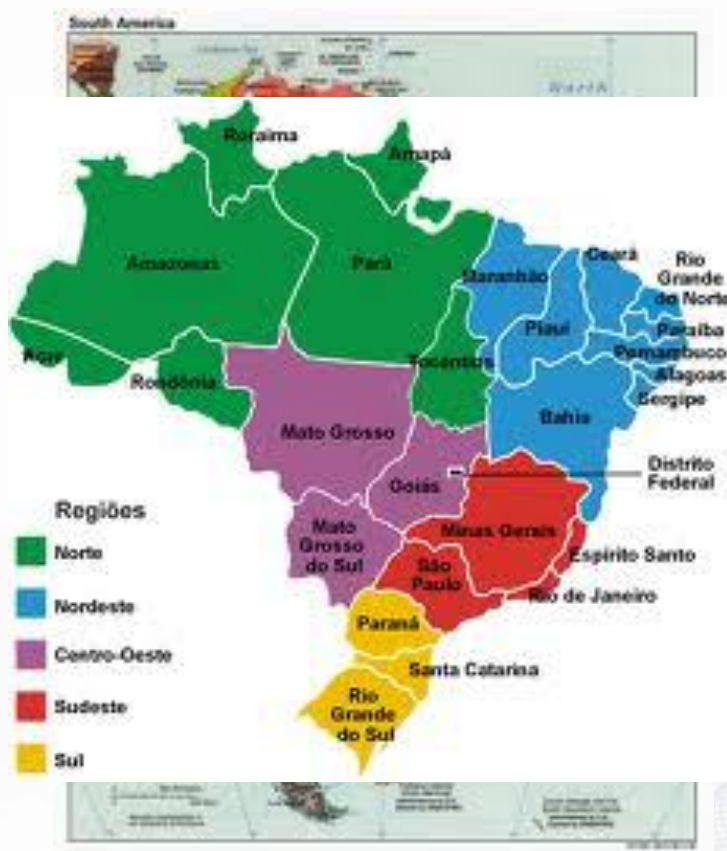 South America
North
Roraima
Amapá
Amazonas
Pará
Maranhão
Ceará
Rio
Grande
do Norte
Piauí
Paraíba
Pernambuco
Acre
Tocantins
Alagoas
Rondônia
Sergipe
Bahia
Mato Grosso
Distrito
Federal
Goiás
Regiões
Mato
Grosso
do Sul
Minas Gerais
Norte
Espírito Santo
São
Paulo
Nordeste
Rio de Janeiro
Paraná
Centro-Oeste
Santa Catarina
Sudeste
Rio
Grande
do Sul
Sul